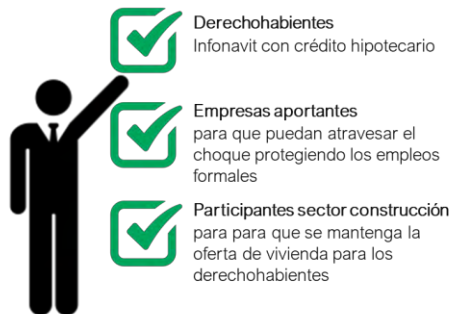 Derechohabientes
Infonavit con crédito hipotecario
Empresas aportantes
para que puedan atravesar el
choque protegiendo los empleos
formales
Participantes sector construcción
para para que se mantenga la
oferta de vivienda para los
derechohabientes